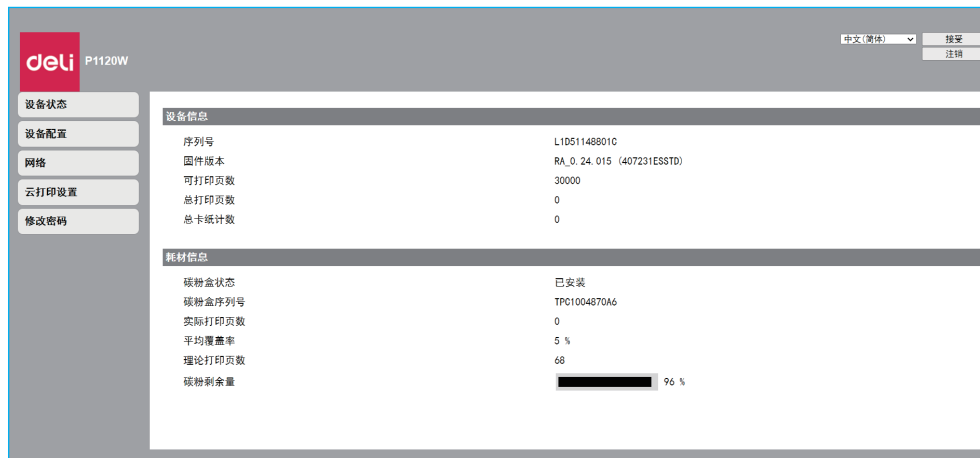 deli P1120W
中文(简体) 接受
注销
设备状态
设备配置
网络
云打印设置
修改密码
设备信息
序列号 L1D51148801C
固件版本 RA_0.24.015 (407231ESSTD)
可打印页数 30000
总打印页数 0
总卡纸计数 0
耗材信息
碳粉盒状态 已安装
碳粉盒序列号 TPC1004870A6
实际打印页数 0
平均覆盖率 5 %
理论打印页数 68
碳粉剩余量 96 %